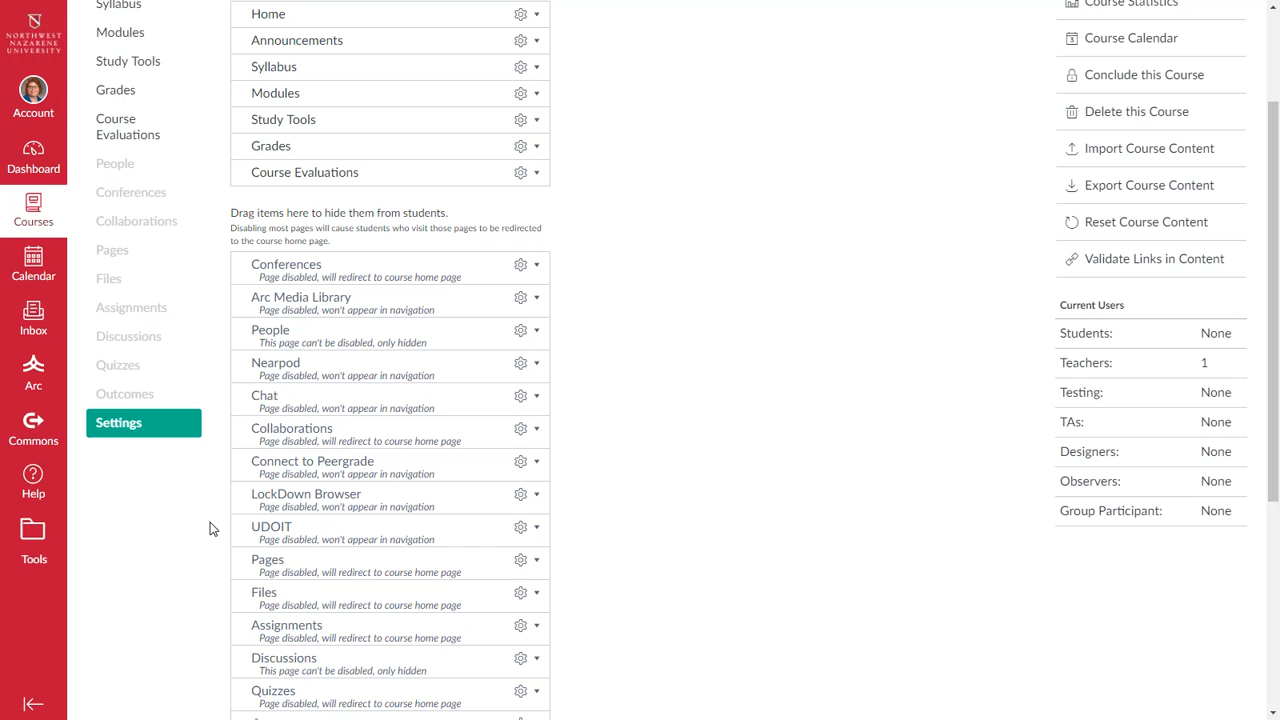 NORTHWEST
NAZARENE
UNIVERSITY
Account
Dashboard
Courses
Calendar
Inbox
Arc
Commons
Help
Tools
Syllabus
Modules
Study Tools
Grades
Course
Evaluations
People
Conferences
Collaborations
Pages
Files
Assignments
Discussions
Quizzes
Outcomes
Settings
Home
Announcements
Syllabus
Modules
Study Tools
Grades
Course Evaluations
Drag items here to hide them from students.
Disabling most pages will cause students who visit those pages to be redirected
to the course home page.
Conferences
Page disabled, will redirect to course home page
Arc Media Library
Page disabled, won't appear in navigation
People
This page can't be disabled, only hidden
Nearpod
Page disabled, won't appear in navigation
Chat
Page disabled, won't appear in navigation
Collaborations
Page disabled, will redirect to course home page
Connect to Peergrade
Page disabled, won't appear in navigation
LockDown Browser
Page disabled, won't appear in navigation
UDOIT
Page disabled, won't appear in navigation
Pages
Page disabled, will redirect to course home page
Files
Page disabled, will redirect to course home page
Assignments
Page disabled, will redirect to course home page
Discussions
This page can't be disabled, only hidden
Quizzes
Page disabled, will redirect to course home page
Course Statistics
Course Calendar
Conclude this Course
Delete this Course
Import Course Content
Export Course Content
Reset Course Content
Validate Links in Content
Current Users
Students: None
Teachers: 1
Testing: None
TAs: None
Designers: None
Observers: None
Group Participant: None